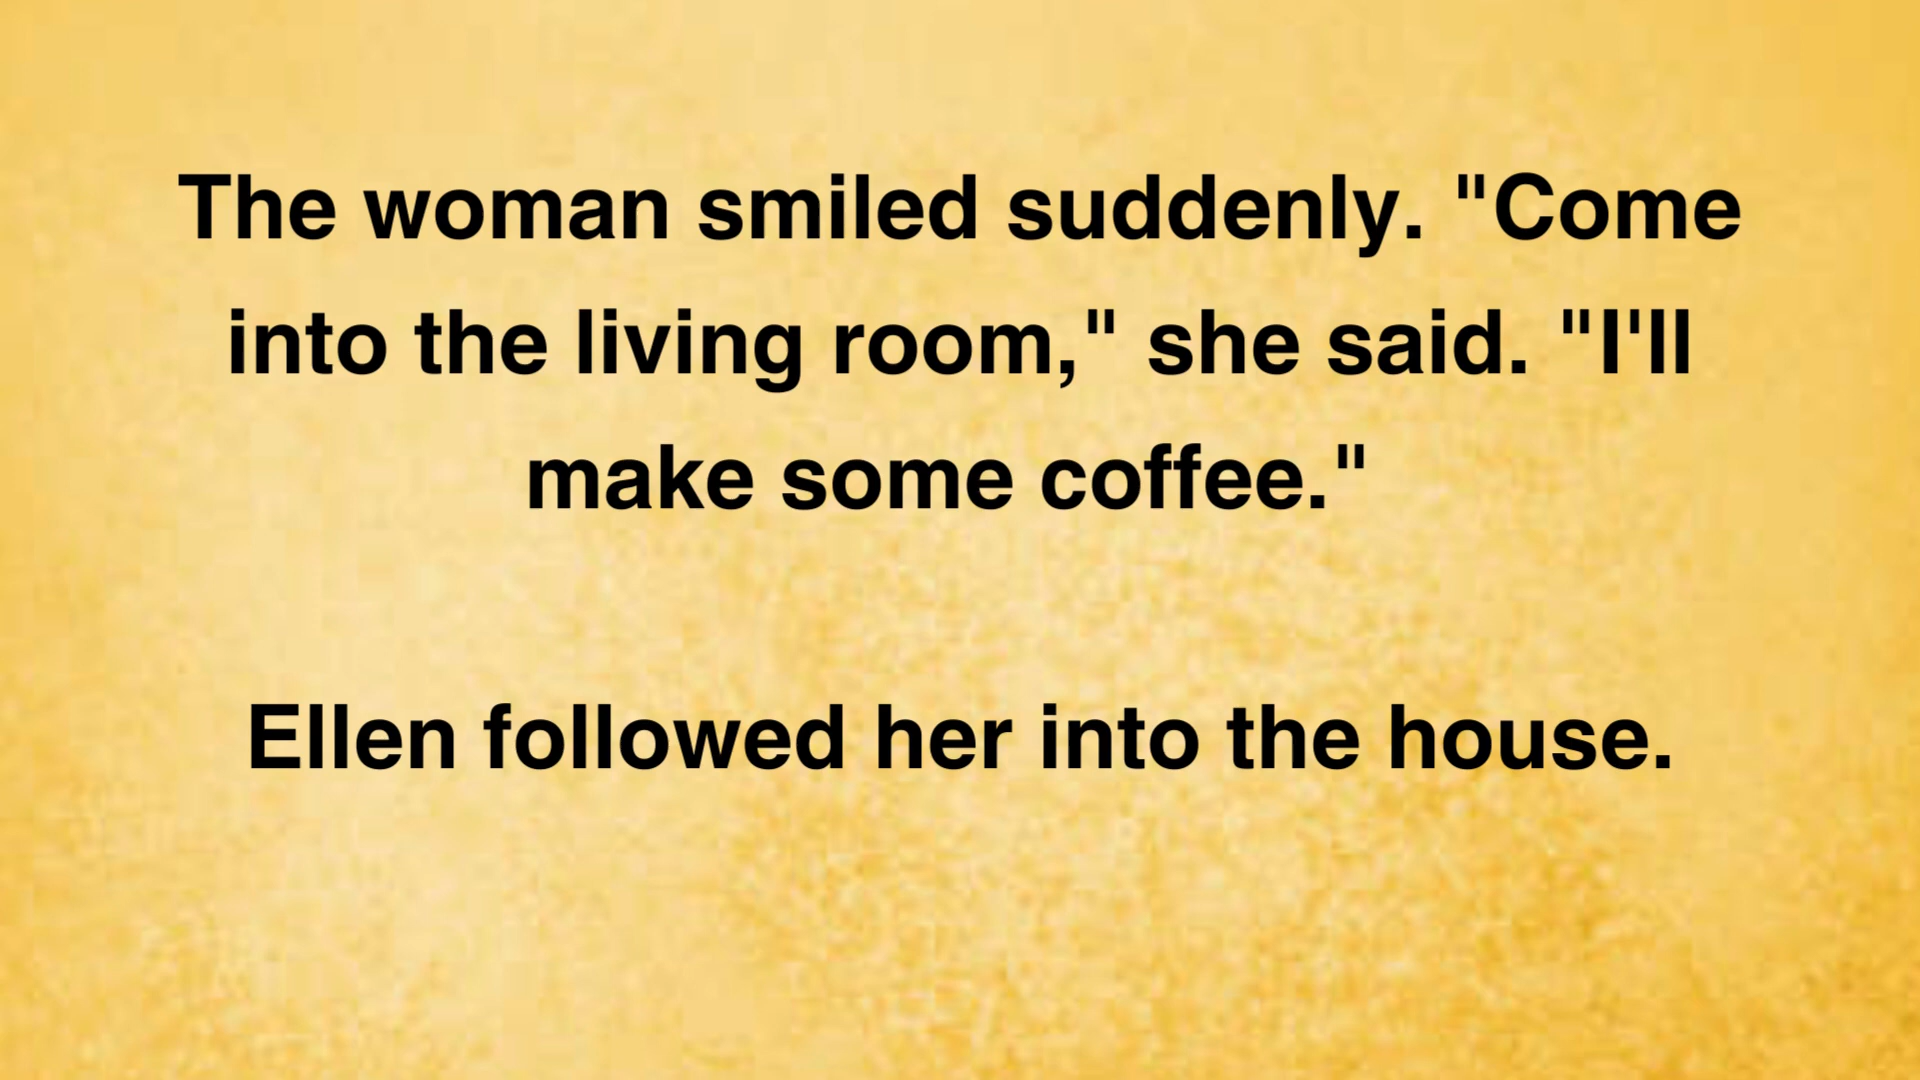 The woman smiled suddenly. "Come
into the living room," she said. "I'll
make some coffee."
Ellen followed her into the house.